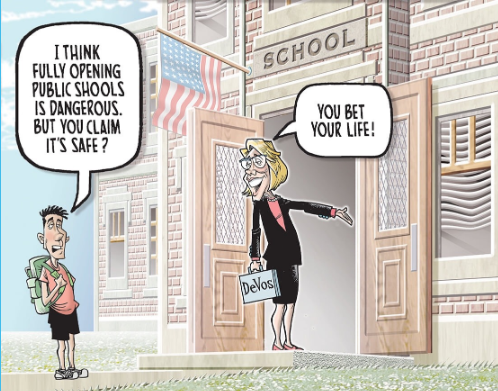 I THINK
FULLY OPENING
PUBLIC SHOOLS
IS DANGEROUS.
BUT YOU CLAIM
IT'S SAFE?
SCHOOL
YOU BET
YOUR LIFE!
DeVos